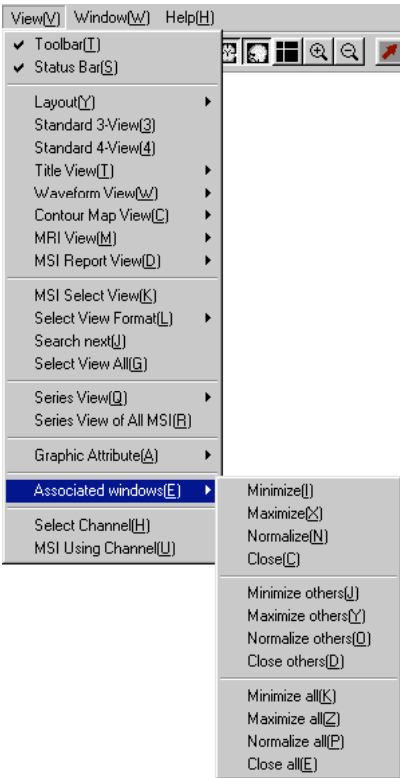 View(V) Window(W) Help(H)
Toolbar(T)
Status Bar(S)
Layout(Y)
Standard 3-View(3)
Standard 4-View(4)
Title View(T)
Waveform View(W)
Contour Map View(C)
MRI View(M)
MSI Report View(D)
MSI Select View(K)
Select View Format(L)
Search next(J)
Select View All(G)
Series View(Q)
Series View of All MSI(R)
Graphic Attribute(A)
Associated windows(E)
Select Channel(H)
MSI Using Channel(U)
Minimize(I)
Maximize(X)
Normalize(N)
Close(C)
Minimize others(J)
Maximize others(Y)
Normalize others(O)
Close others(D)
Minimize all(K)
Maximize all(Z)
Normalize all(P)
Close all(E)